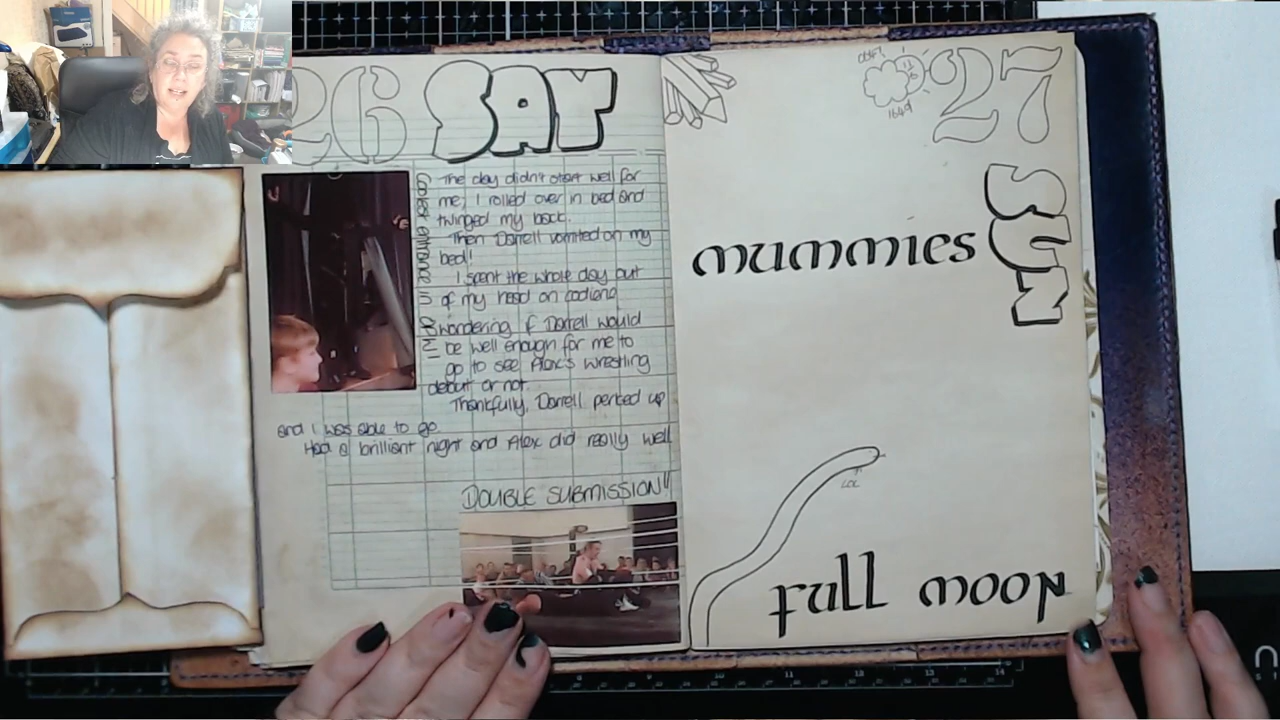 26 SAT
The day didn't start well for
me, I rolled over in bed and
twinged my back.
Then Darrell vomited on my
bed!
I spent the whole day out
of my head on codiene
wondering if Darrell would
be well enough for me to
go to see Alex's wrestling
debut or not.
Thankfully, Darrell perked up
and I was able to go.
Had a brilliant night and Alex did really well
entrance
DOUBLE SUBMISSION!!
27
SUN
mummies
LOL
full moon